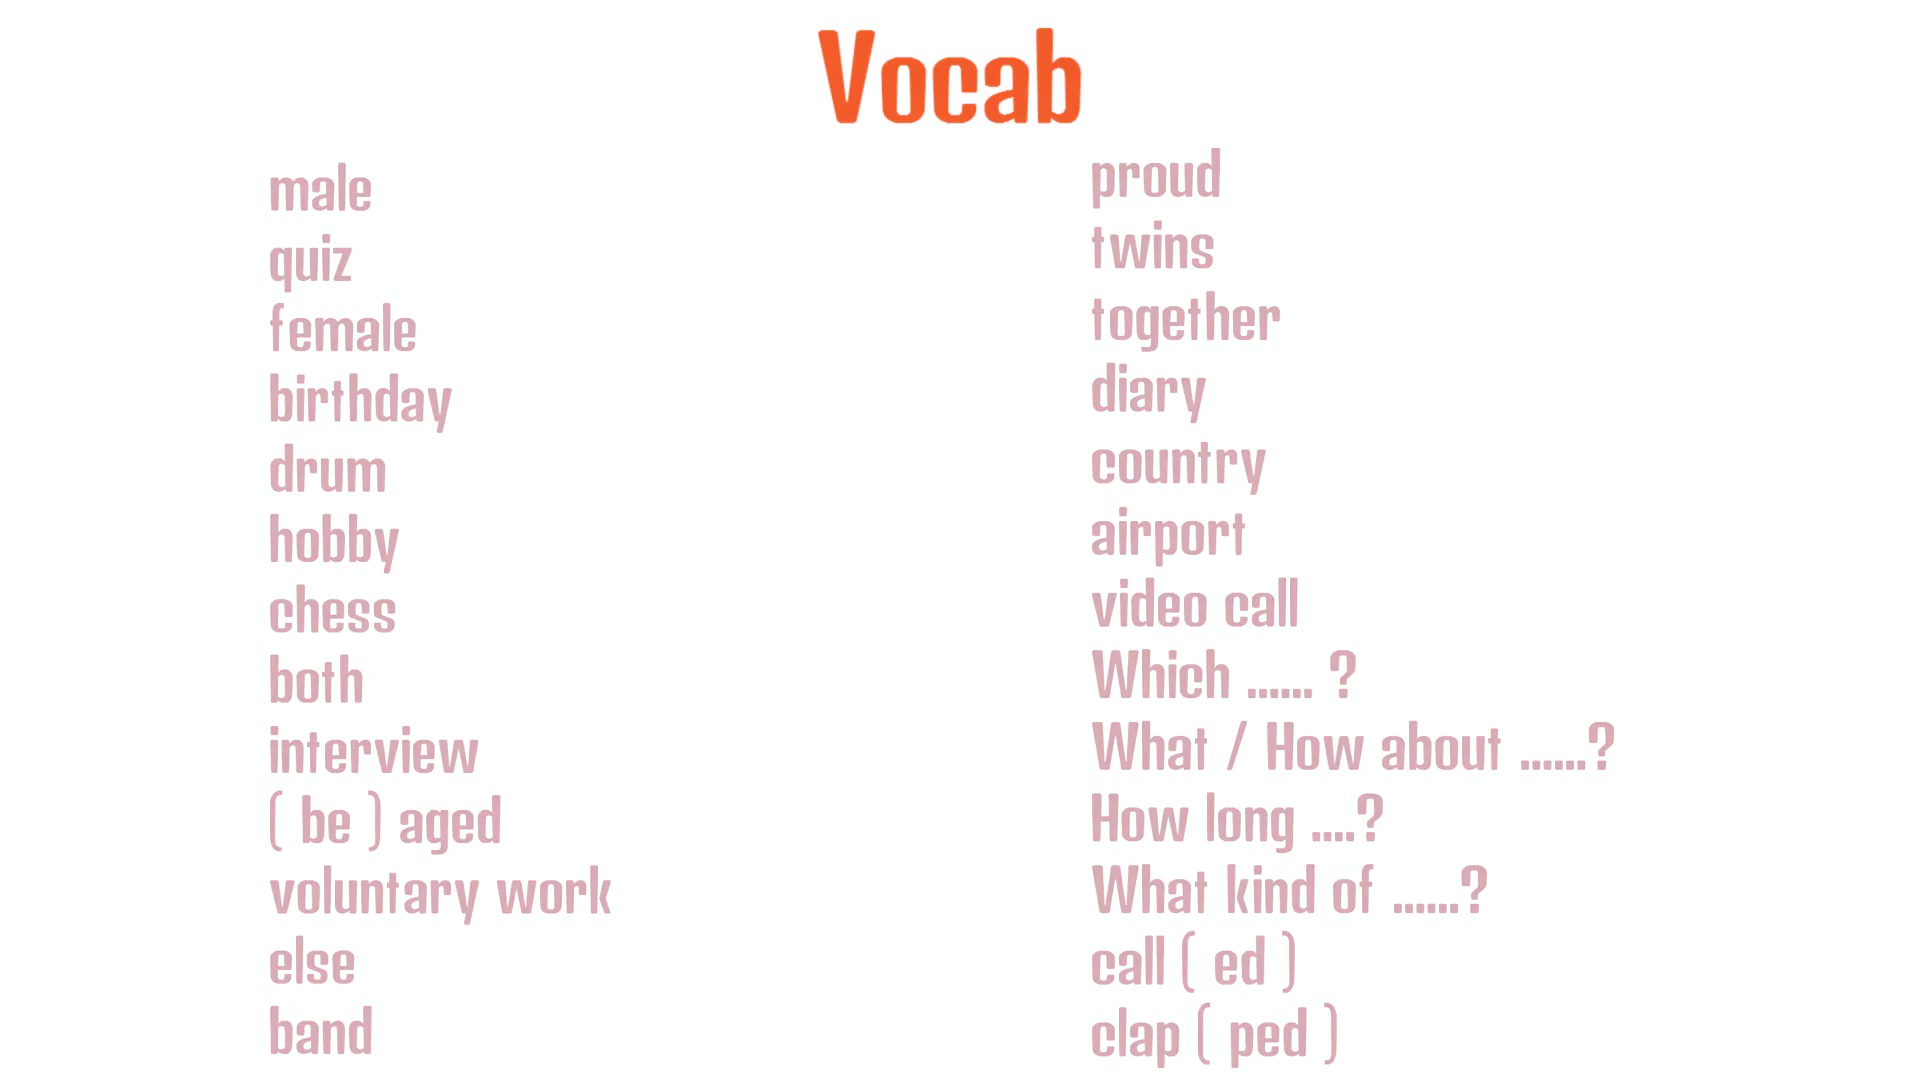 Vocab
male
quiz
female
birthday
drum
hobby
chess
both
interview
( be ) aged
voluntary work
else
band
proud
twins
together
diary
country
airport
video call
Which ...... ?
What / How about ......?
How long ....?
What kind of ......?
call ( ed )
clap ( ped )